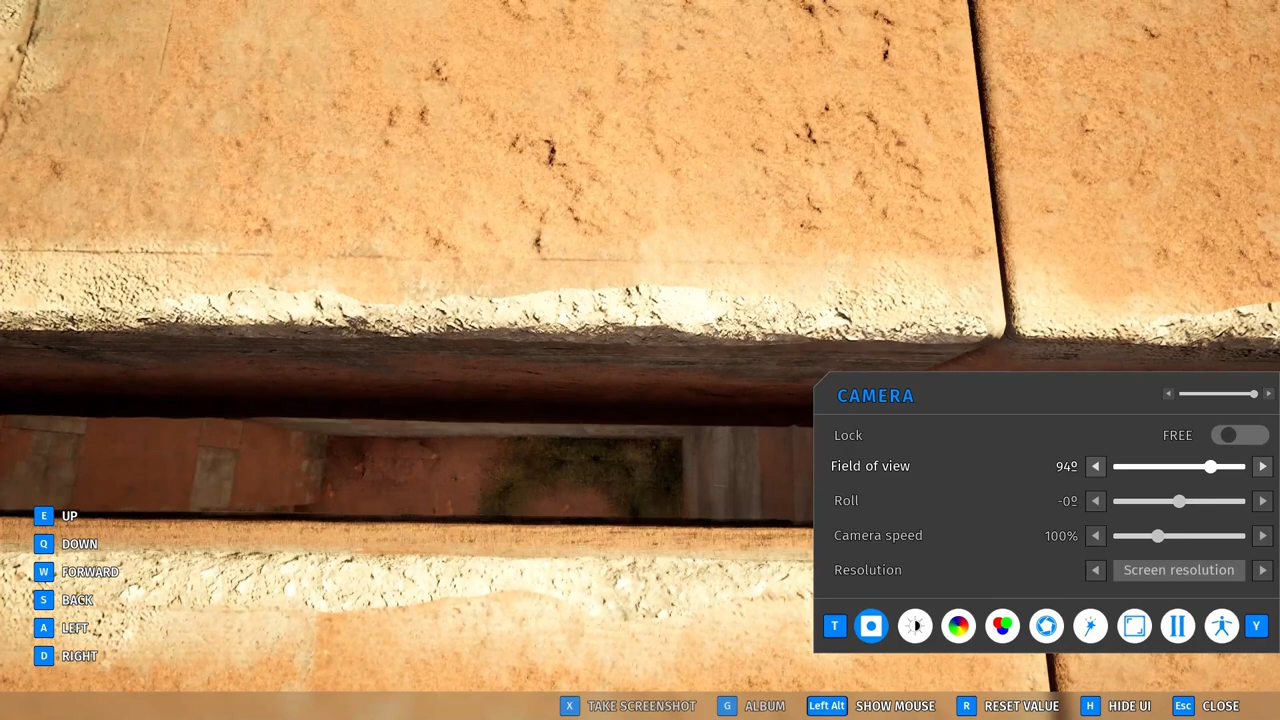 CAMERA
Lock FREE
Field of view 94º
Roll -0º
Camera speed 100%
Resolution Screen resolution
T Y
E UP
Q DOWN
W FORWARD
S BACK
A LEFT
D RIGHT
X TAKE SCREENSHOT G ALBUM Left Alt SHOW MOUSE R RESET VALUE H HIDE UI Esc CLOSE